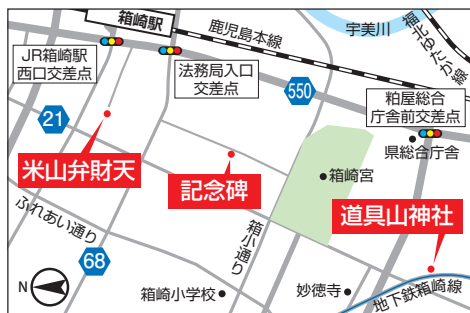 箱崎駅
鹿児島本線
宇美川
福北ゆたか線
JR箱崎駅
西口交差点
法務局入口
交差点
550
粕屋総合
庁舎前交差点
21
県総合庁舎
米山弁財天
記念碑
箱崎宮
道具山神社
ふれあい通り
箱小通り
68
N
箱崎小学校
妙徳寺
地下鉄箱崎線